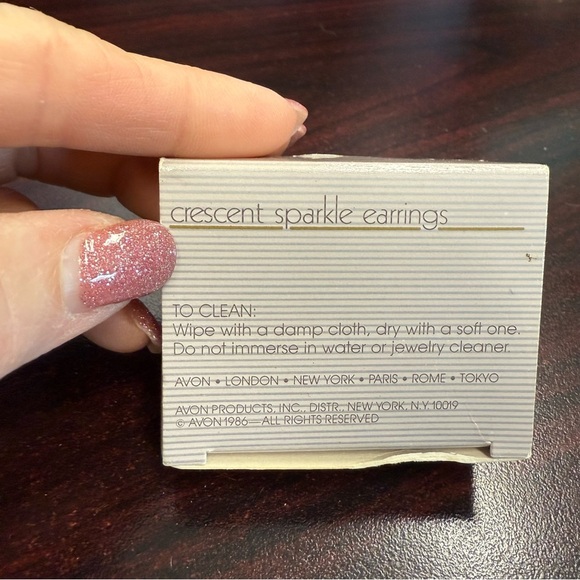 crescent sparkle earrings
TO CLEAN:
Wipe with a damp cloth, dry with a soft one.
Do not immerse in water or jewelry cleaner.
AVON • LONDON • NEW YORK • PARIS • ROME • TOKYO
AVON PRODUCTS, INC., DISTR., NEW YORK, N.Y. 10019
© AVON 1986—ALL RIGHTS RESERVED